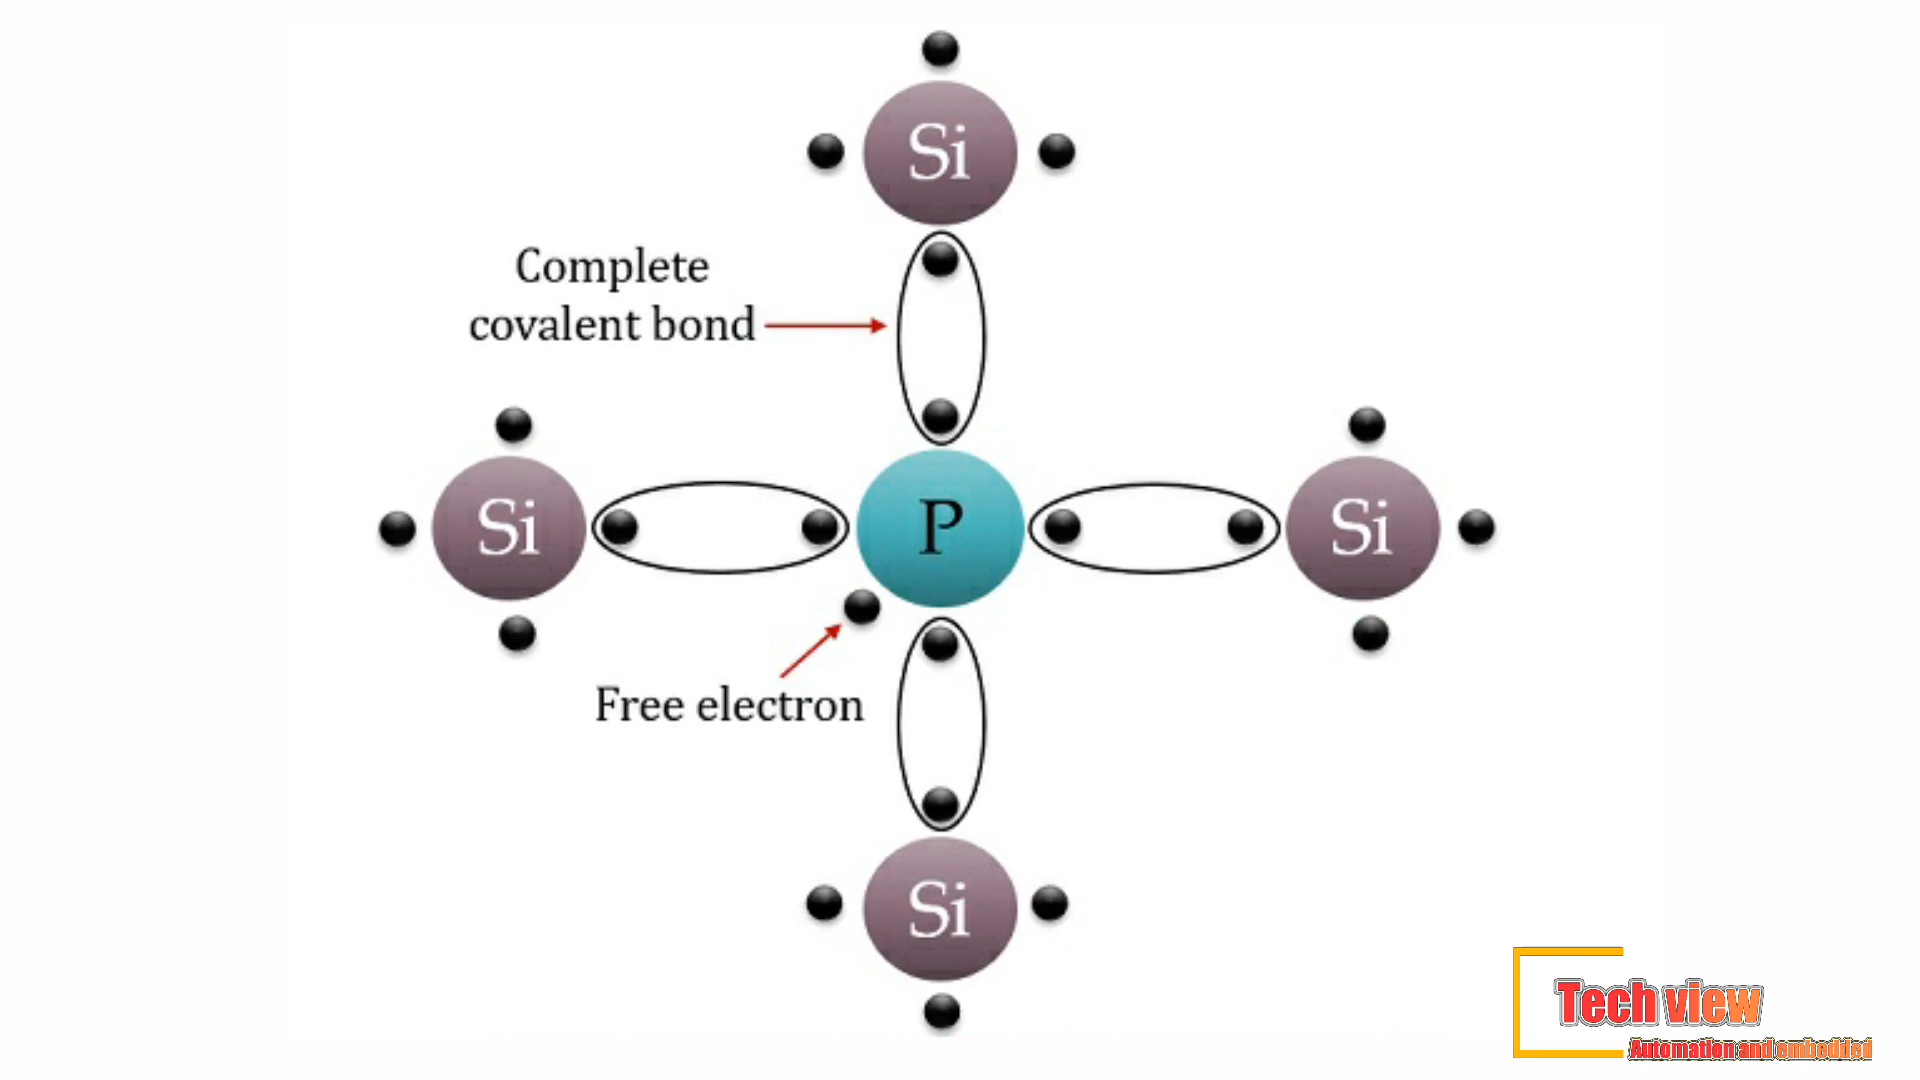 Si
Complete
covalent bond
Si
P
Si
Free electron
Si
Tech view
Automation and embedded